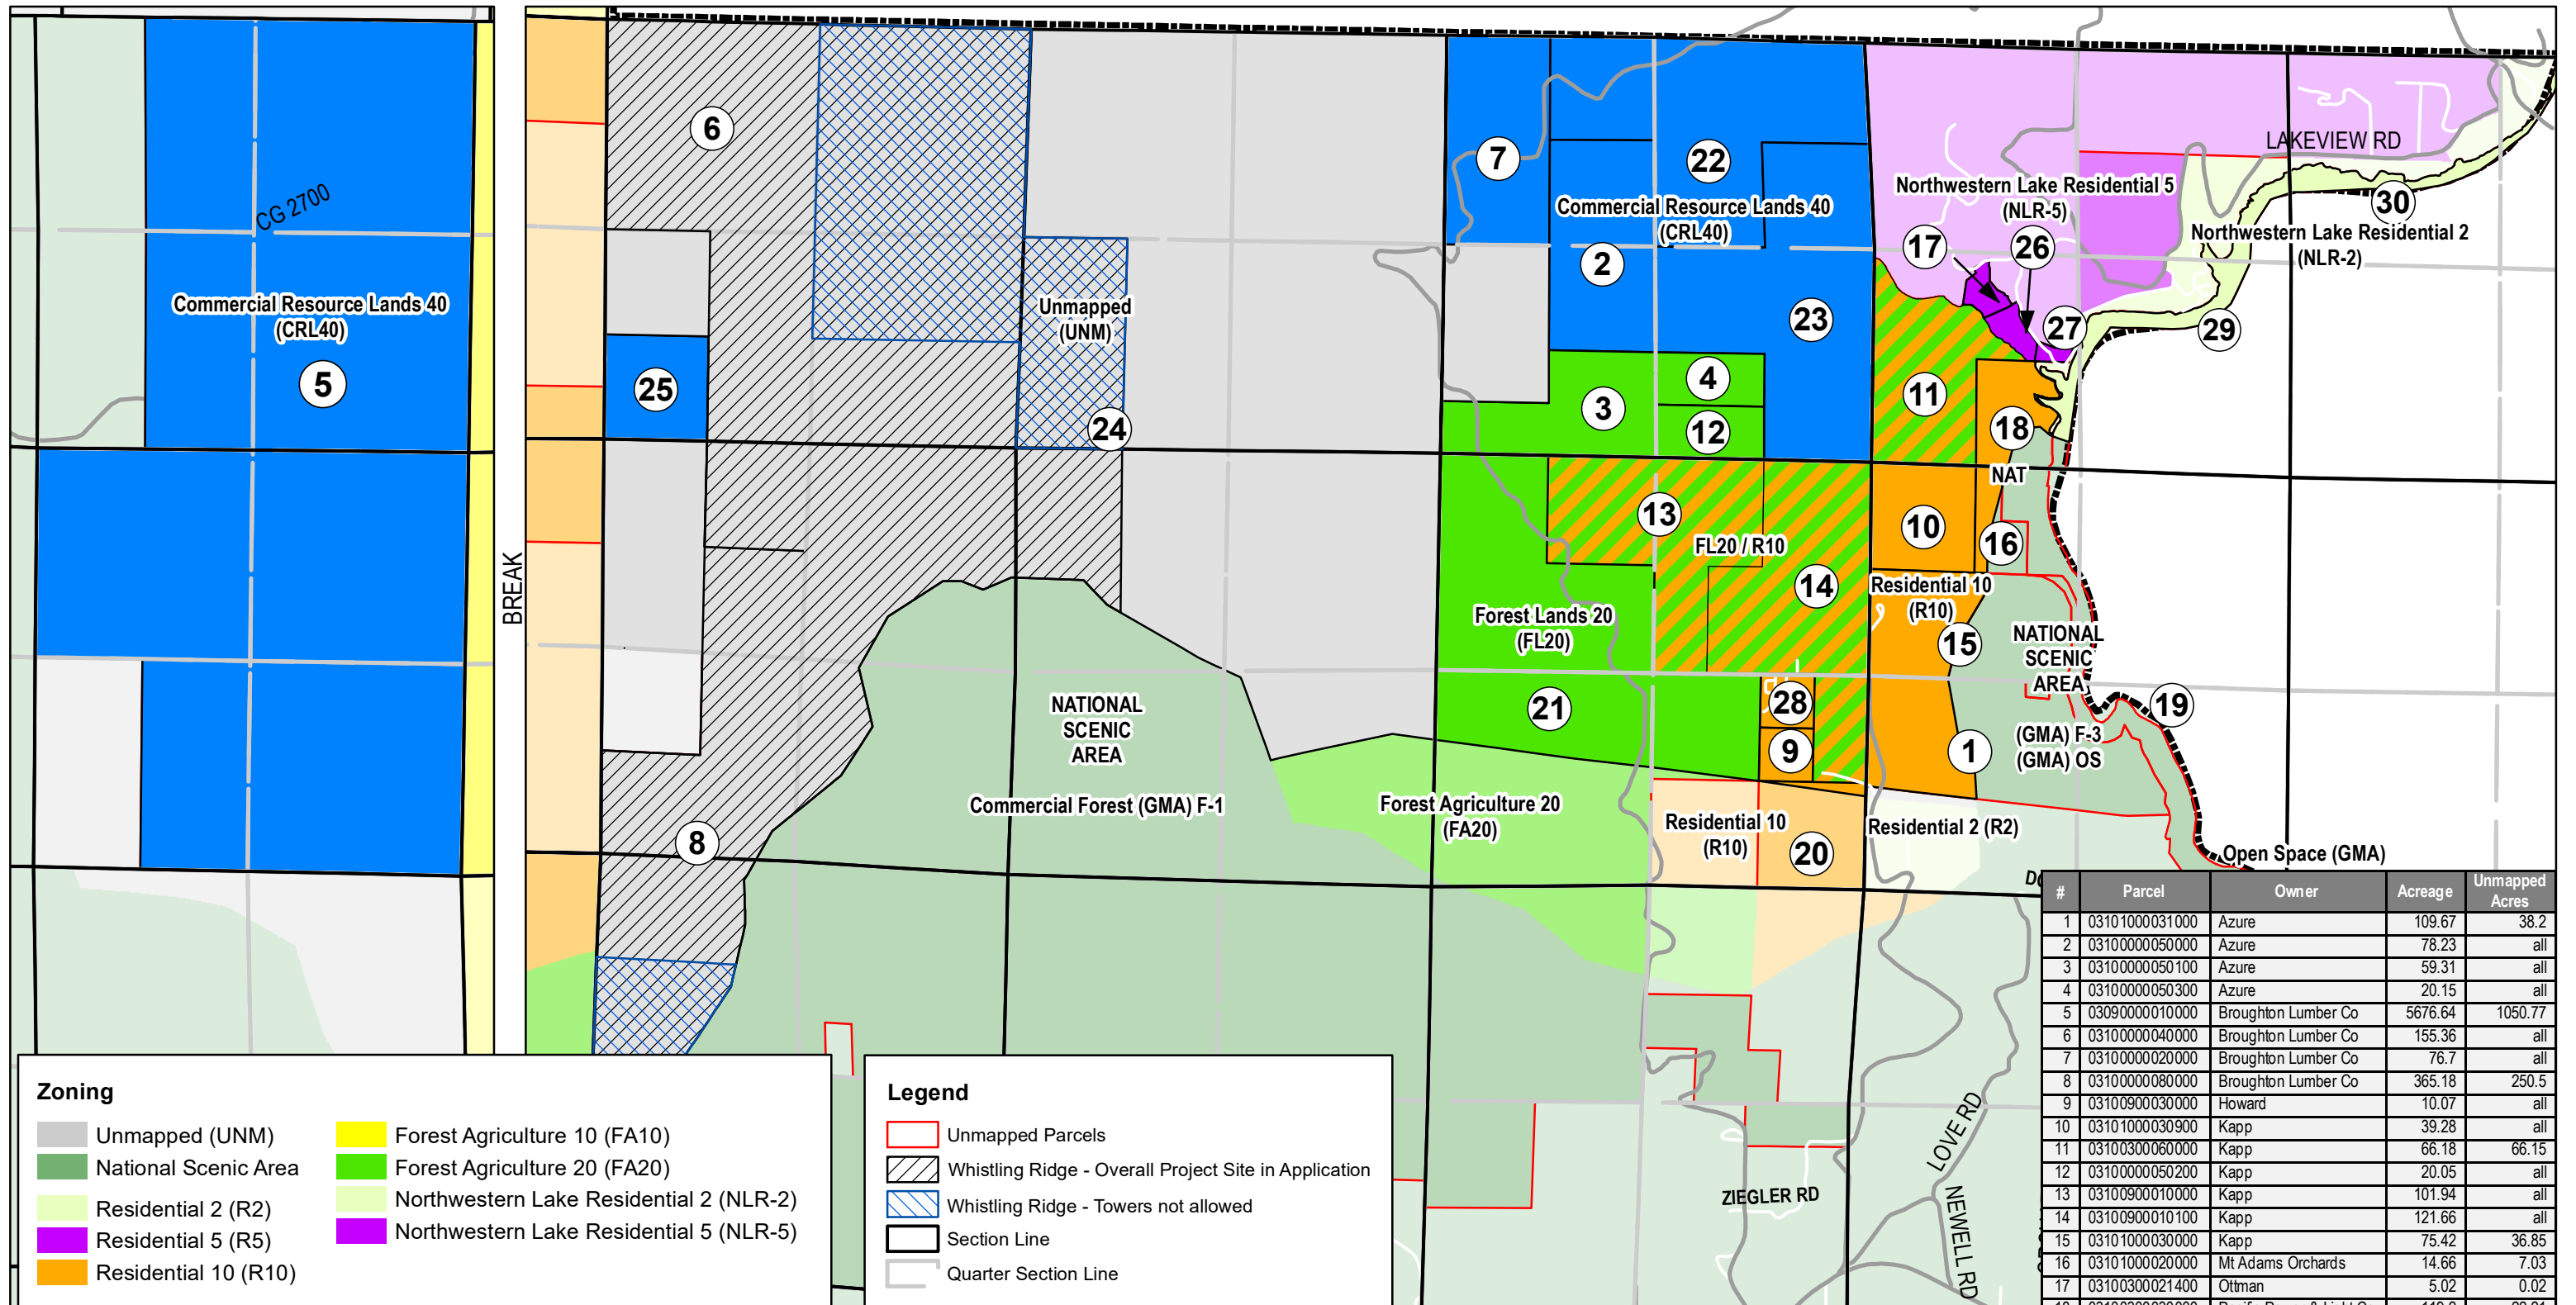 CG 2700
Commercial Resource Lands 40
(CRL40)
5
BREAK
6
25
8
Unmapped
(UNM)
24
NATIONAL
SCENIC
AREA
Commercial Forest (GMA) F-1
7
22
Commercial Resource Lands 40
(CRL40)
2
23
3
4
12
13
FL20 / R10
14
Forest Lands 20
(FL20)
21
28
9
Forest Agriculture 20
(FA20)
Residential 10
(R10)
20
LAKEVIEW RD
Northwestern Lake Residential 5
(NLR-5)
30
17
26
Northwestern Lake Residential 2
(NLR-2)
27
29
11
18
NAT
10
16
Residential 10
(R10)
15
NATIONAL
SCENIC
AREA
19
1
(GMA) F-3
(GMA) OS
Residential 2 (R2)
Open Space (GMA)
LOVE RD
ZIEGLER RD
NEWELL RD
Zoning
Unmapped (UNM)
National Scenic Area
Residential 2 (R2)
Residential 5 (R5)
Residential 10 (R10)
Forest Agriculture 10 (FA10)
Forest Agriculture 20 (FA20)
Northwestern Lake Residential 2 (NLR-2)
Northwestern Lake Residential 5 (NLR-5)
Legend
Unmapped Parcels
Whistling Ridge - Overall Project Site in Application
Whistling Ridge - Towers not allowed
Section Line
Quarter Section Line
# Parcel Owner Acreage Unmapped Acres
1 03101000031000 Azure 109.67 38.2
2 03100000050000 Azure 78.23 all
3 03100000050100 Azure 59.31 all
4 03100000050300 Azure 20.15 all
5 03090000010000 Broughton Lumber Co 5676.64 1050.77
6 03100000040000 Broughton Lumber Co 155.36 all
7 03100000020000 Broughton Lumber Co 76.7 all
8 03100000080000 Broughton Lumber Co 365.18 250.5
9 03100900030000 Howard 10.07 all
10 03101000030900 Kapp 39.28 all
11 03100300060000 Kapp 66.18 66.15
12 03100000050200 Kapp 20.05 all
13 03100900010000 Kapp 101.94 all
14 03100900010100 Kapp 121.66 all
15 03101000030000 Kapp 75.42 36.85
16 03101000020000 Mt Adams Orchards 14.66 7.03
17 03100300021400 Ottman 5.02 0.02